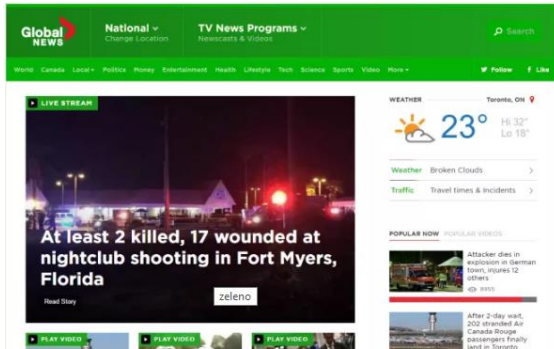 Global NEWS
National
Change Location
TV News Programs
Newscasts & Videos
Search
World Canada Local Politics Money Entertainment Health Lifestyle Tech Science Sports Video More
Follow Like
LIVE STREAM
At least 2 killed, 17 wounded at
nightclub shooting in Fort Myers,
Florida
Read Story
zeleno
PLAY VIDEO
PLAY VIDEO
PLAY VIDEO
WEATHER Toronto, ON
23° Hi 32°
Lo 18°
Weather Broken Clouds
Traffic Travel times & Incidents
POPULAR NOW POPULAR VIDEOS
Attacker dies in
explosion in German
town, injures 12
others
8955
After 2-day wait,
202 stranded Air
Canada Rouge
passengers finally
land in Toronto